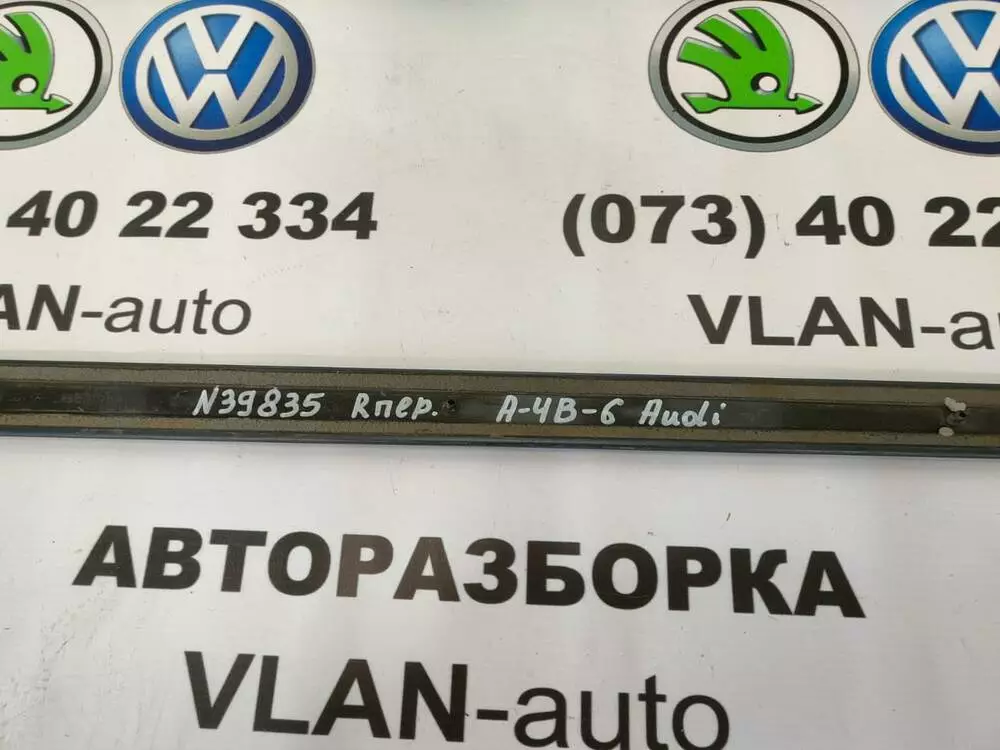 40 22 334
(073) 40 22
AN-auto
VLAN-au
N39835 Rпер. A-4B-6 Audi
АВТОРАЗБОРКА
VLAN-auto